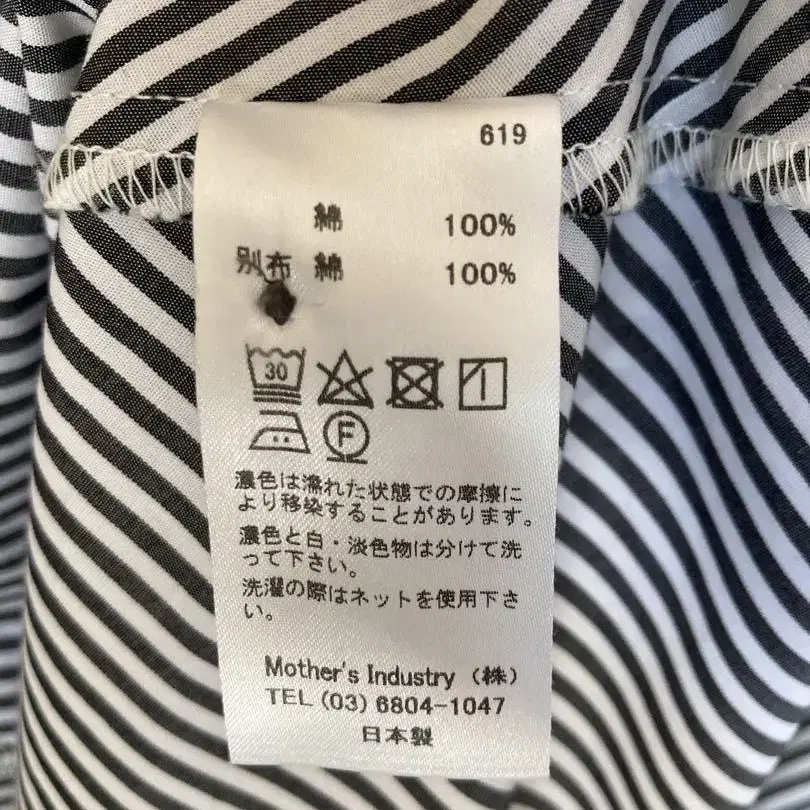 619
綿 100%
別布 綿 100%
30
F
濃色は濡れた状態での摩擦に
より移染することがあります。
濃色と白・淡色物は分けて洗
って下さい。
洗濯の際はネットを使用下さ
い。
Mother's Industry （株）
TEL (03) 6804-1047
日本製